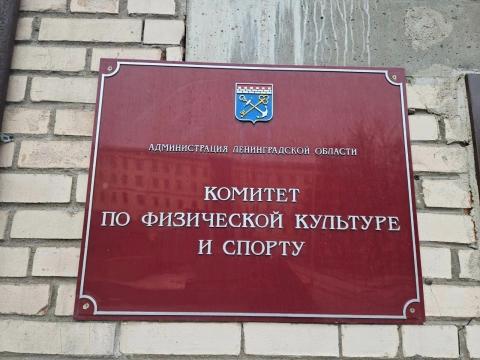 АДМИНИСТРАЦИЯ ЛЕНИНГРАДСКОЙ ОБЛАСТИ
КОМИТЕТ
ПО ФИЗИЧЕСКОЙ КУЛЬТУРЕ
И СПОРТУ